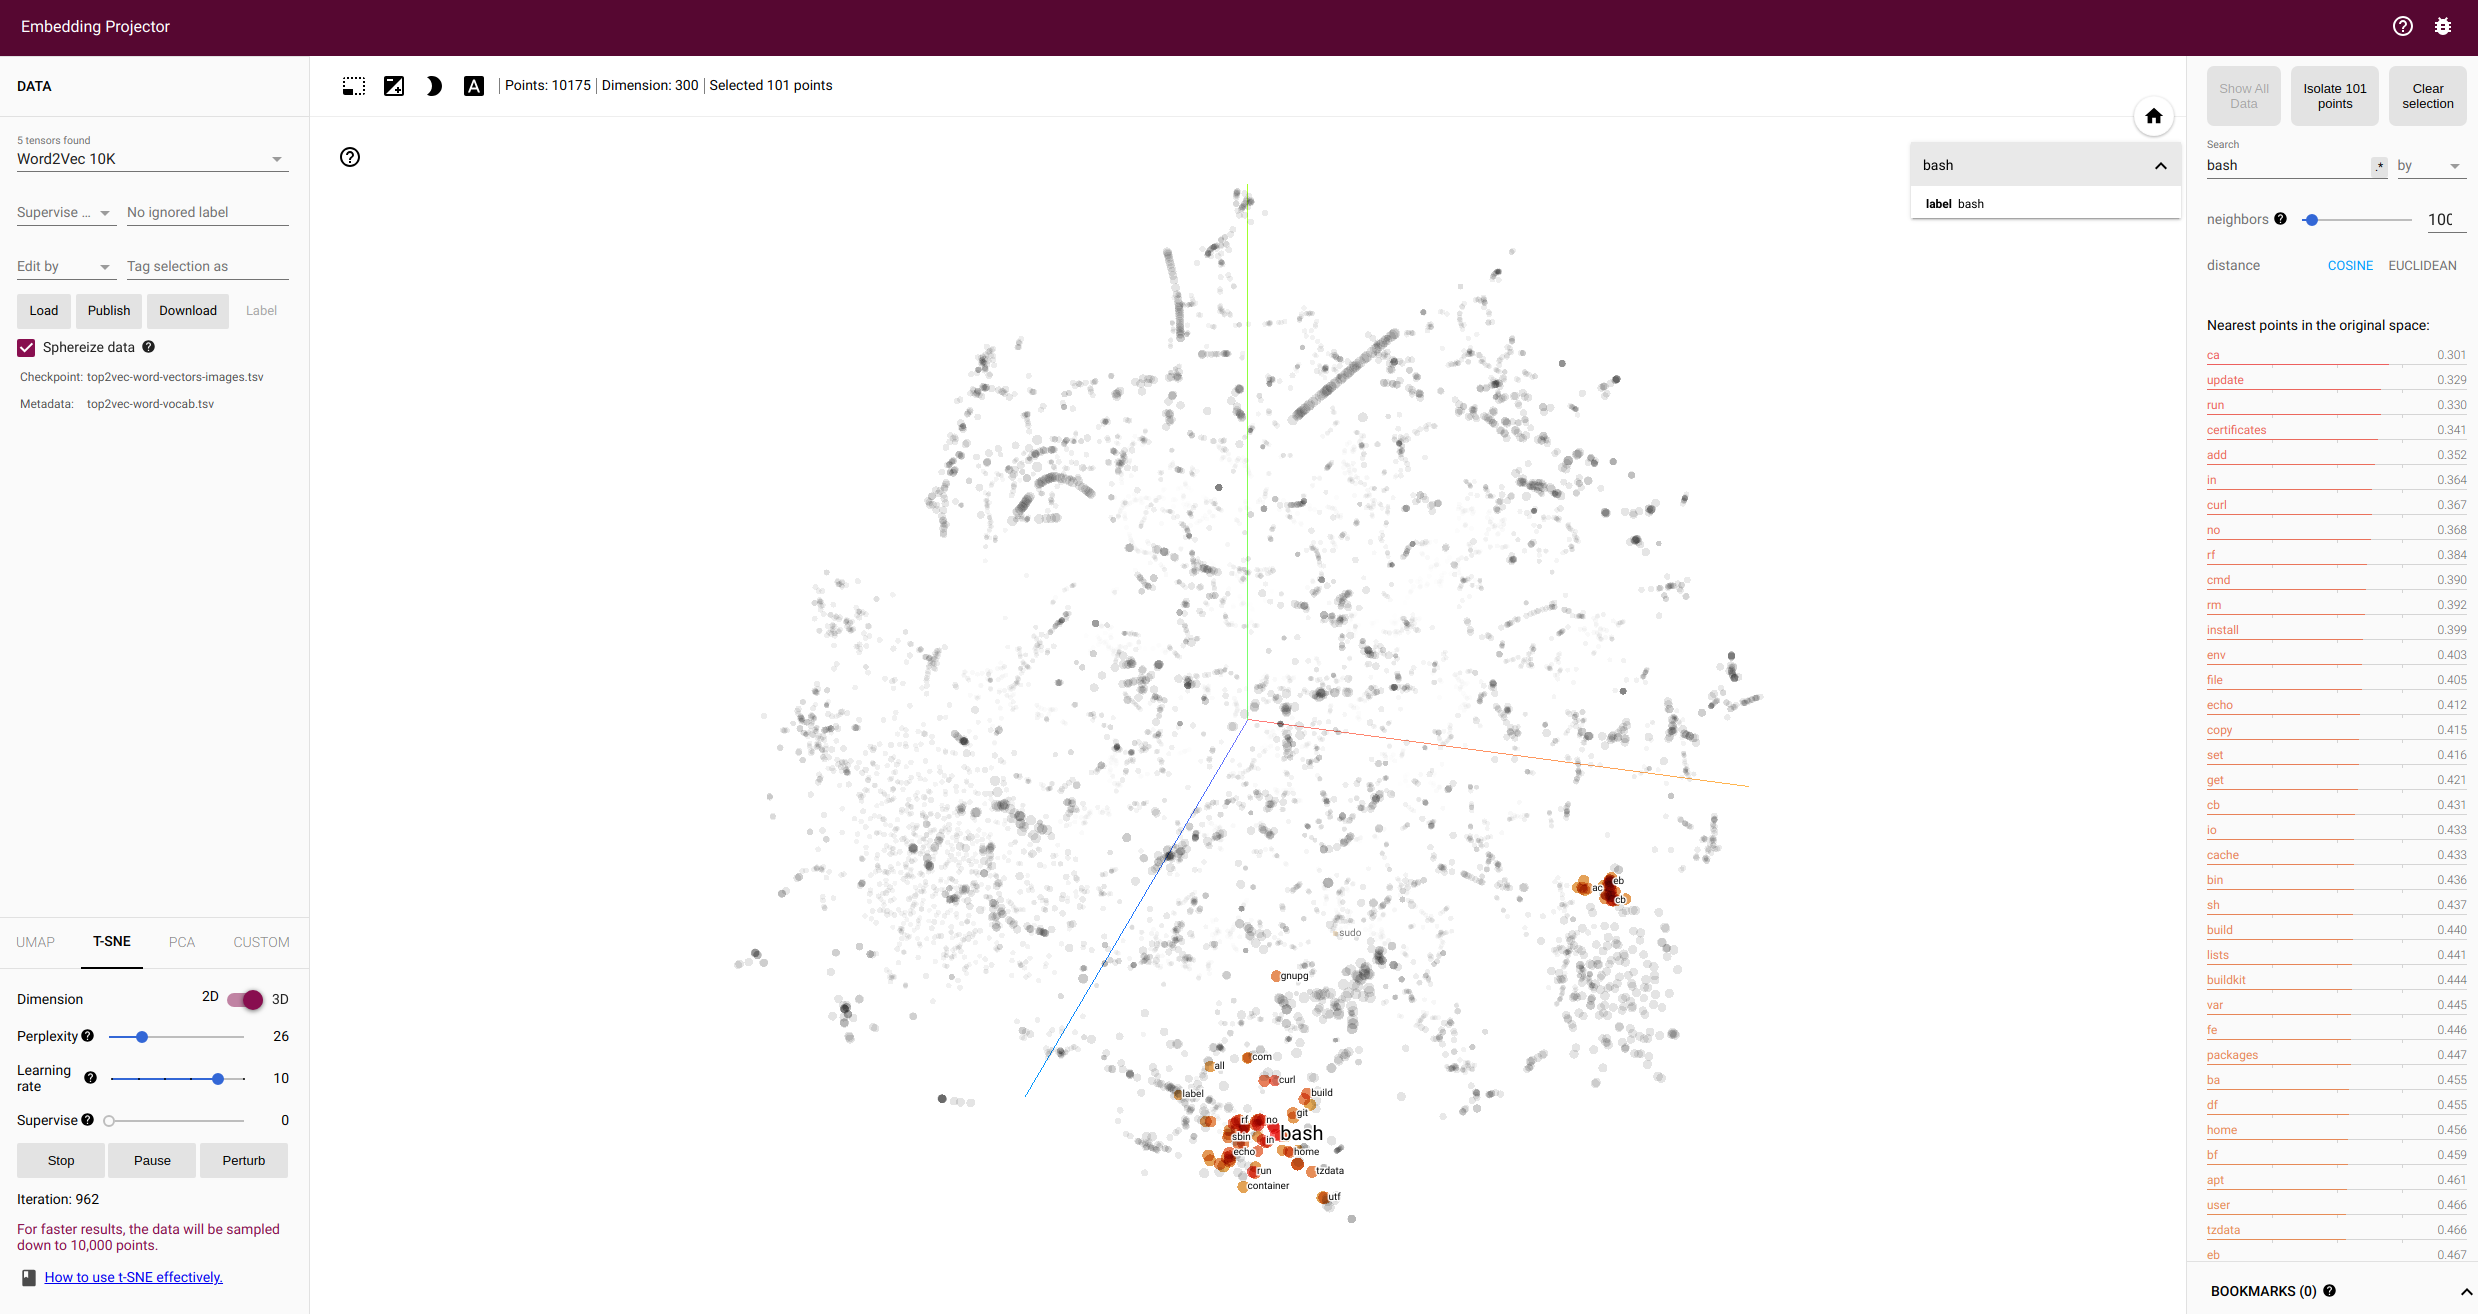 Embedding Projector
DATA
5 tensors found
Word2Vec 10K
Supervise ...
No ignored label
Edit by
Tag selection as
Load
Publish
Download
Label
Sphereize data
Checkpoint: top2vec-word-vectors-images.tsv
Metadata: top2vec-word-vocab.tsv
UMAP
T-SNE
PCA
CUSTOM
Dimension 2D 3D
Perplexity 26
Learning rate 10
Supervise 0
Stop
Pause
Perturb
Iteration: 962
For faster results, the data will be sampled
down to 10,000 points.
How to use t-SNE effectively.
A
Points: 10175 | Dimension: 300 | Selected 101 points
bash
label bash
eb
ac
cb
sudo
gnupg
com
all
curl
label
build
git
rf
no
bash
sbin
in
echo
home
run
tzdata
container
utf
Show All
Data
Isolate 101
points
Clear
selection
Search
bash
.*
by
neighbors 100
distance COSINE EUCLIDEAN
Nearest points in the original space:
ca 0.301
update 0.329
run 0.330
certificates 0.341
add 0.352
in 0.364
curl 0.367
no 0.368
rf 0.384
cmd 0.390
rm 0.392
install 0.399
env 0.403
file 0.405
echo 0.412
copy 0.415
set 0.416
get 0.421
cb 0.431
io 0.433
cache 0.433
bin 0.436
sh 0.437
build 0.440
lists 0.441
buildkit 0.444
var 0.445
fe 0.446
packages 0.447
ba 0.455
df 0.455
home 0.456
bf 0.459
apt 0.461
user 0.466
tzdata 0.466
eb 0.467
BOOKMARKS (0)